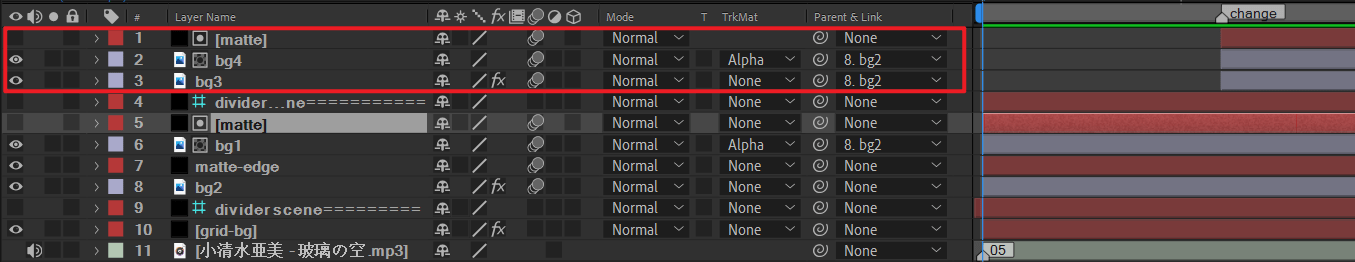 # Layer Name fx Mode T TrkMat Parent & Link change
1 [matte] Normal None
2 bg4 Normal Alpha 8. bg2
3 bg3 fx Normal None 8. bg2
4 divider...ne=========== Normal None None
5 [matte] Normal None None
6 bg1 Normal Alpha 8. bg2
7 matte-edge Normal None None
8 bg2 fx Normal None None
9 divider scene========= Normal None None
10 [grid-bg] fx Normal None None
11 [小清水亜美 - 玻璃の空.mp3] None 05